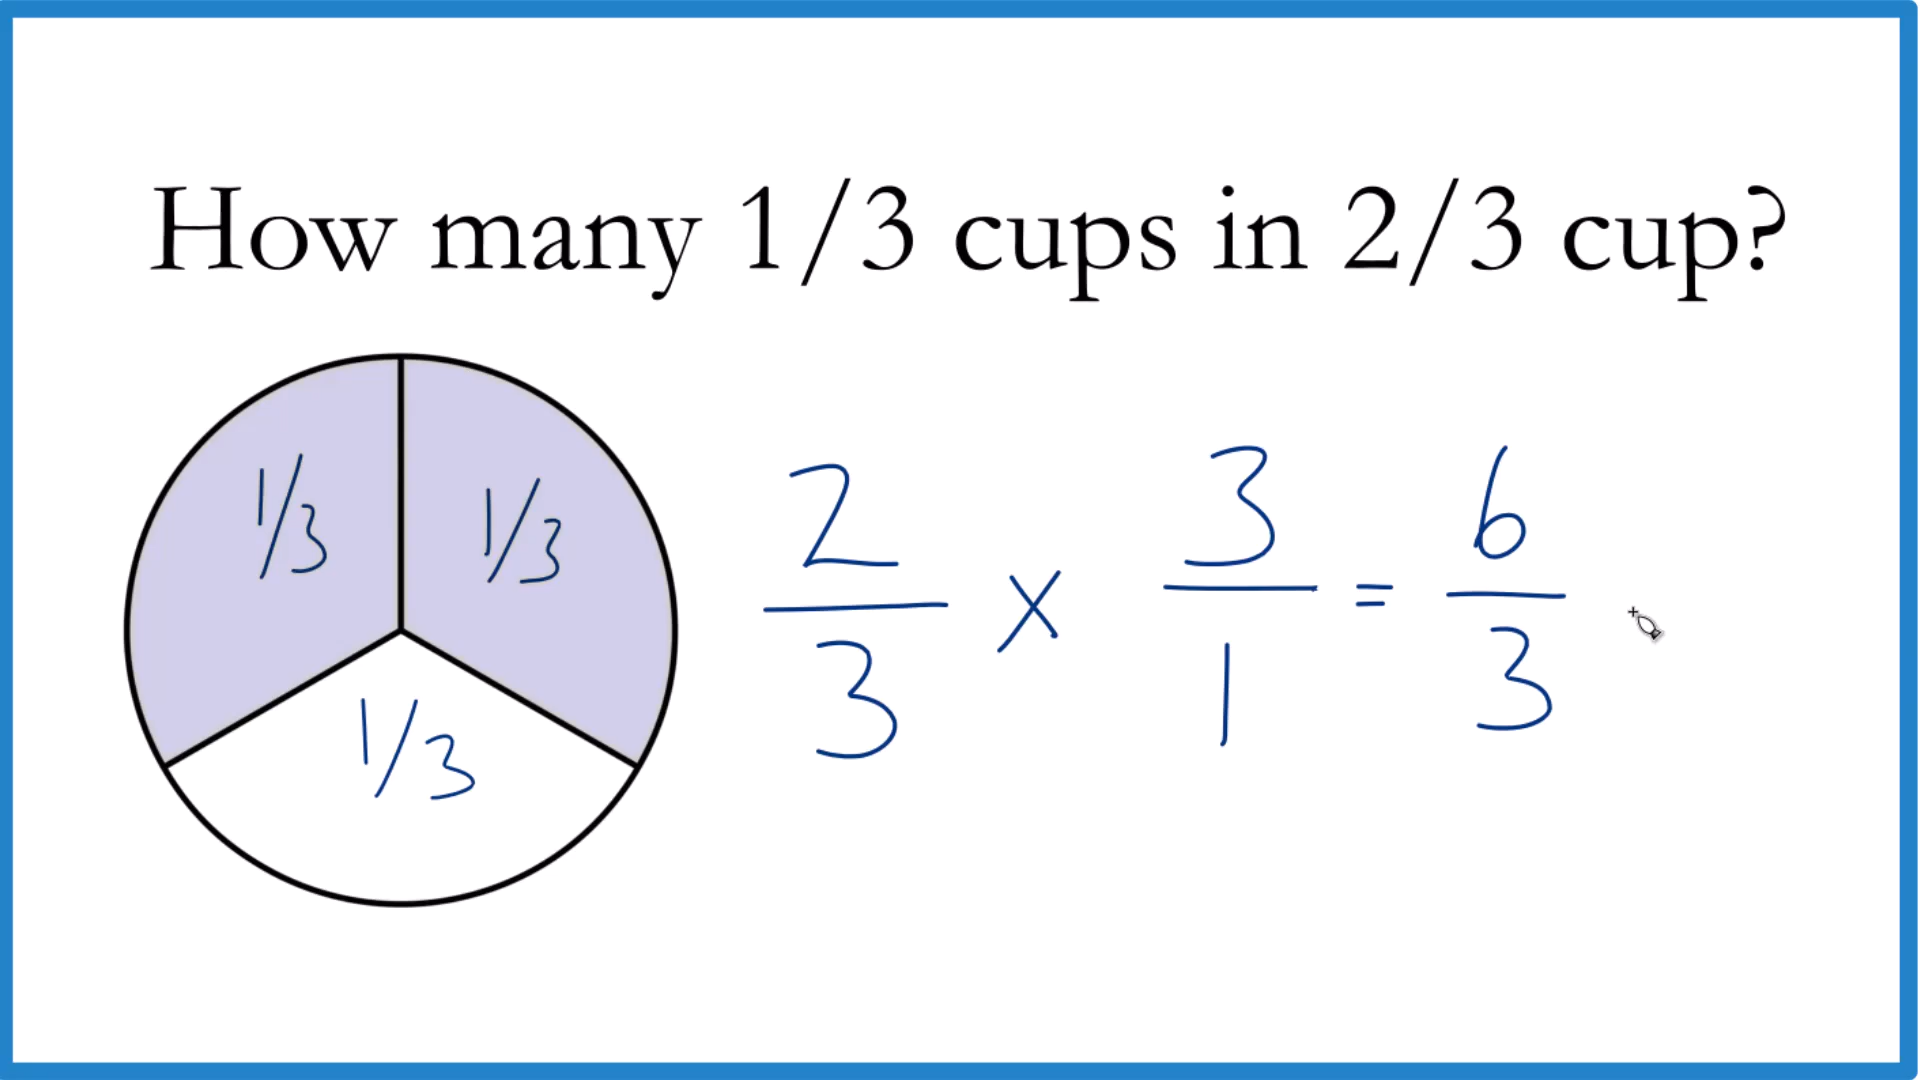 How many 1/3 cups in 2/3 cup?
1/3 1/3
1/3
2/3 x 3/1 = 6/3